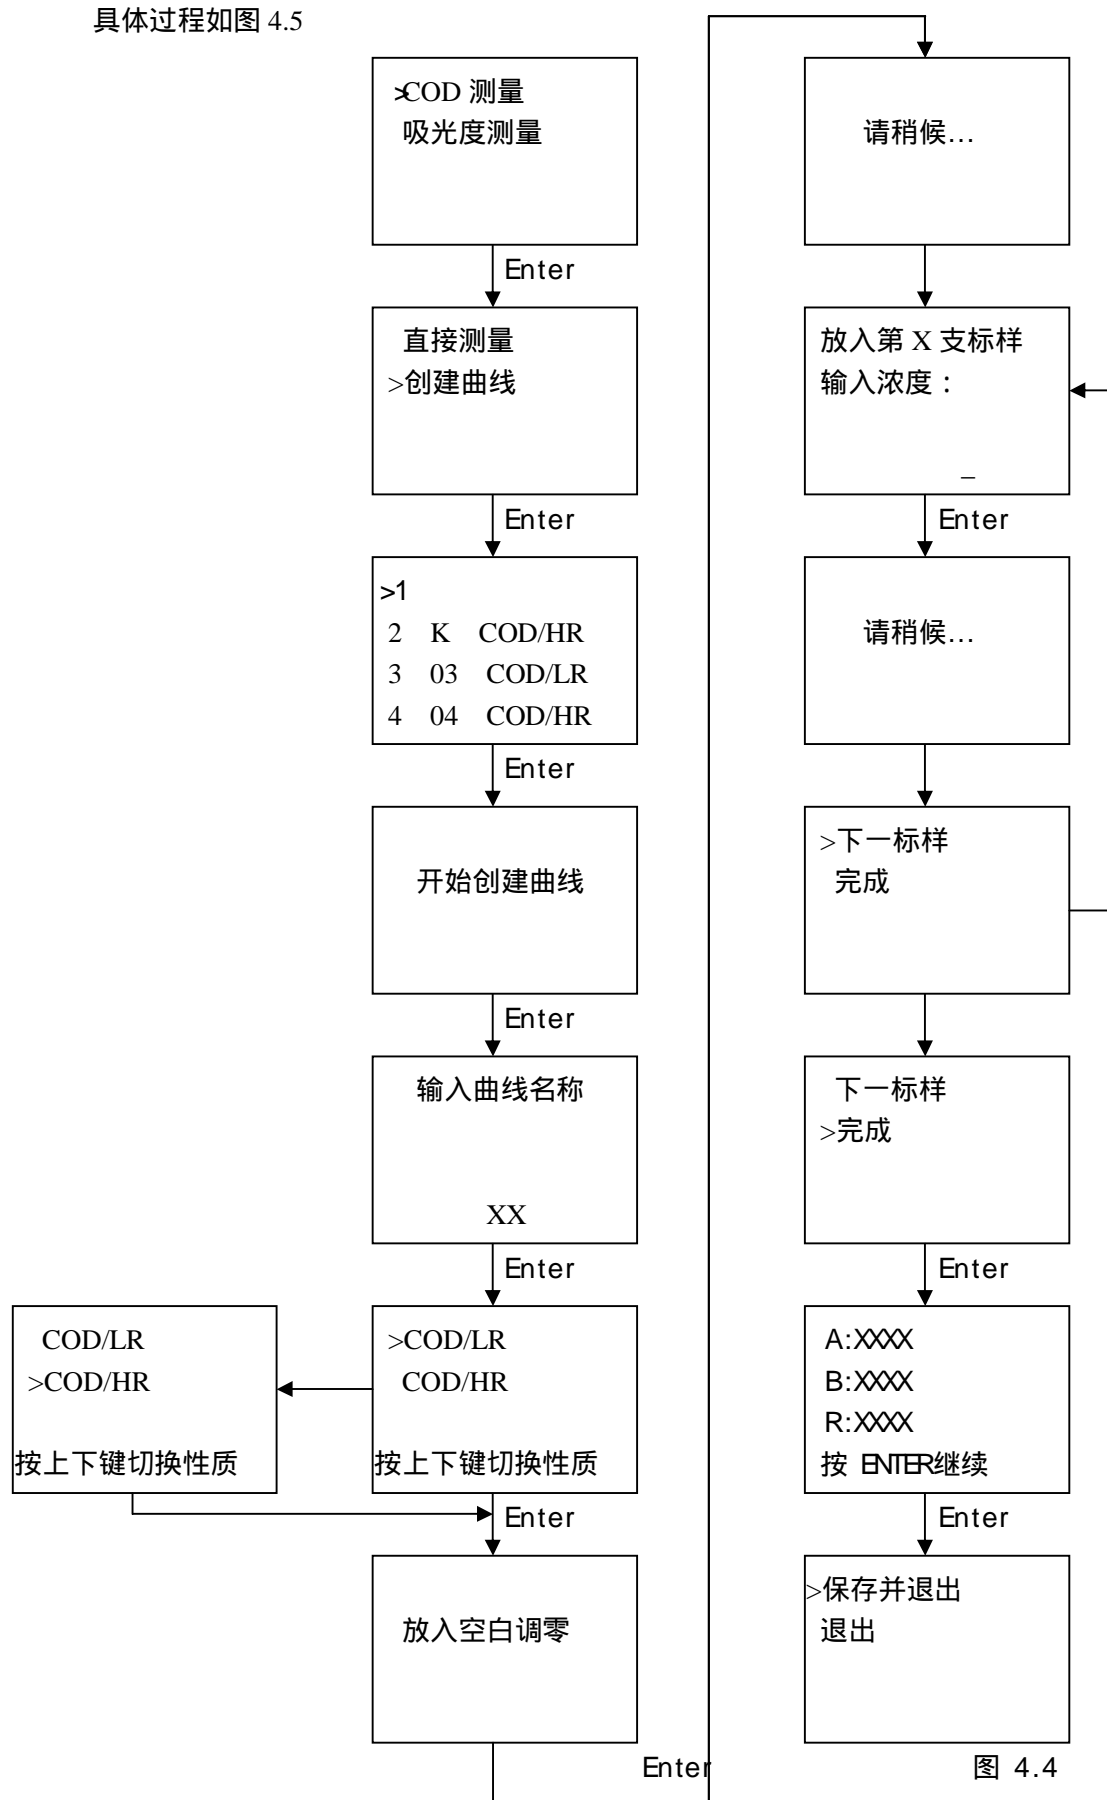 具体过程如图 4.5
>COD 测量
吸光度测量
Enter
直接测量
>创建曲线
Enter
>1
2 K COD/HR
3 03 COD/LR
4 04 COD/HR
Enter
开始创建曲线
Enter
输入曲线名称
XX
Enter
COD/LR
>COD/HR
按上下键切换性质
>COD/LR
COD/HR
按上下键切换性质
Enter
放入空白调零
Enter
请稍候...
放入第 X 支标样
输入浓度：
_
Enter
请稍候...
>下一标样
完成
下一标样
>完成
Enter
A:XXXX
B:XXXX
R:XXXX
按 ENTER继续
Enter
>保存并退出
退出
图 4.4